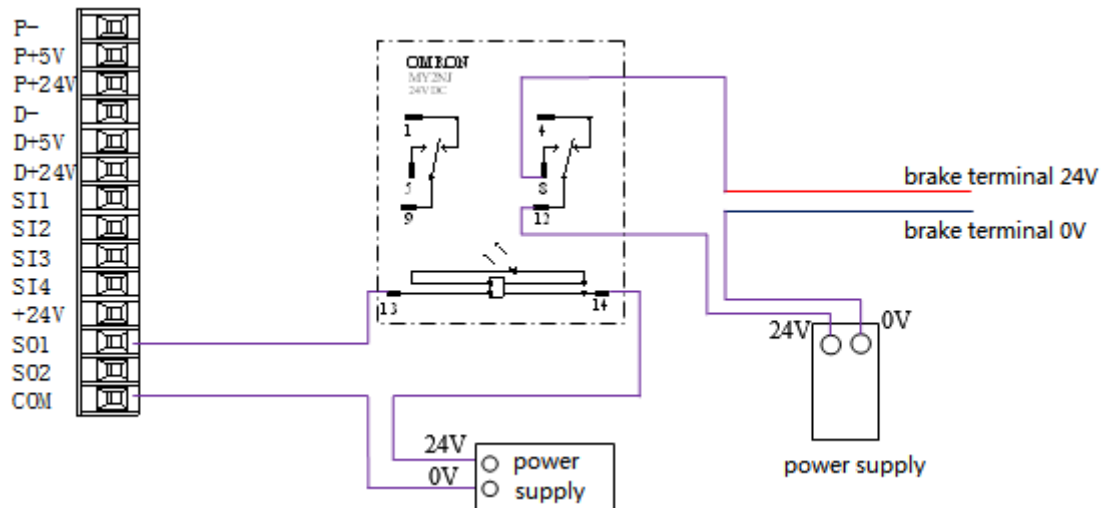 P-
P+5V
P+24V
D-
D+5V
D+24V
SI1
SI2
SI3
SI4
+24V
SO1
SO2
COM
OMRON
MY2NJ
24VDC
1
4
5
8
9
12
13
14
brake terminal 24V
brake terminal 0V
24V
0V
power supply
24V
0V
power
supply